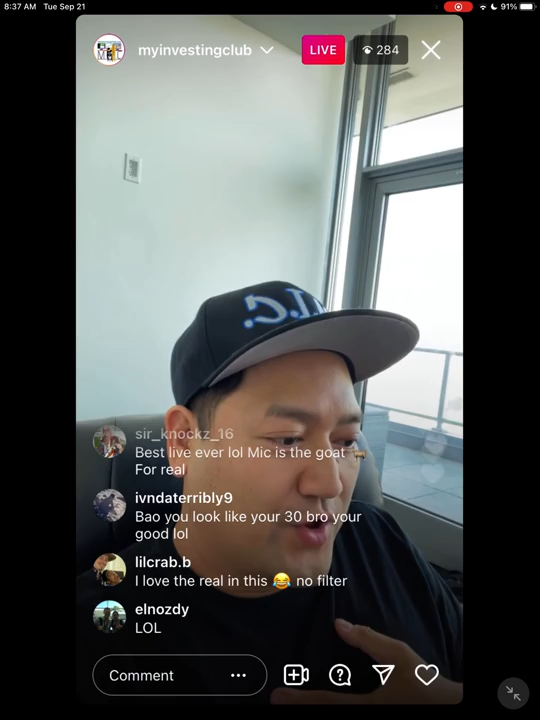 8:37 AM Tue Sep 21
91%
myinvestingclub
LIVE
284
sir_knockz_16
Best live ever lol Mic is the goat 🐐
For real
ivndaterribly9
Bao you look like your 30 bro your
good lol
lilcrab.b
I love the real in this 😂 no filter
elnozdy
LOL
Comment